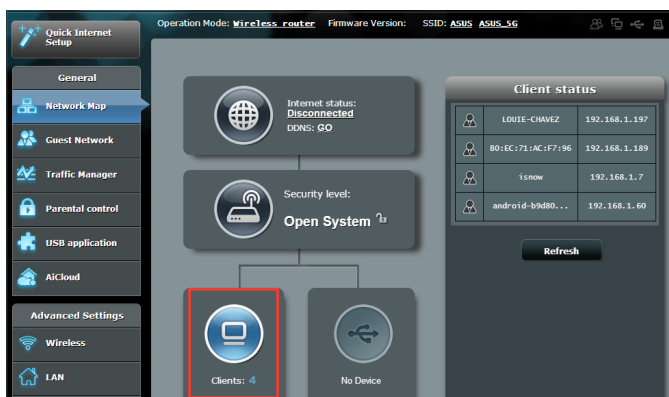 Quick Internet
Setup
Operation Mode: Wireless router Firmware Version: SSID: ASUS ASUS_5G
General
Network Map
Guest Network
Traffic Manager
Parental control
USB application
AiCloud
Advanced Settings
Wireless
LAN
Internet status:
Disconnected
DDNS: GO
Security level:
Open System
Clients: 4
No Device
Client status
LOUIE-CHAVEZ 192.168.1.197
B0:EC:71:AC:F7:96 192.168.1.189
isnow 192.168.1.7
android-b9d80... 192.168.1.60
Refresh